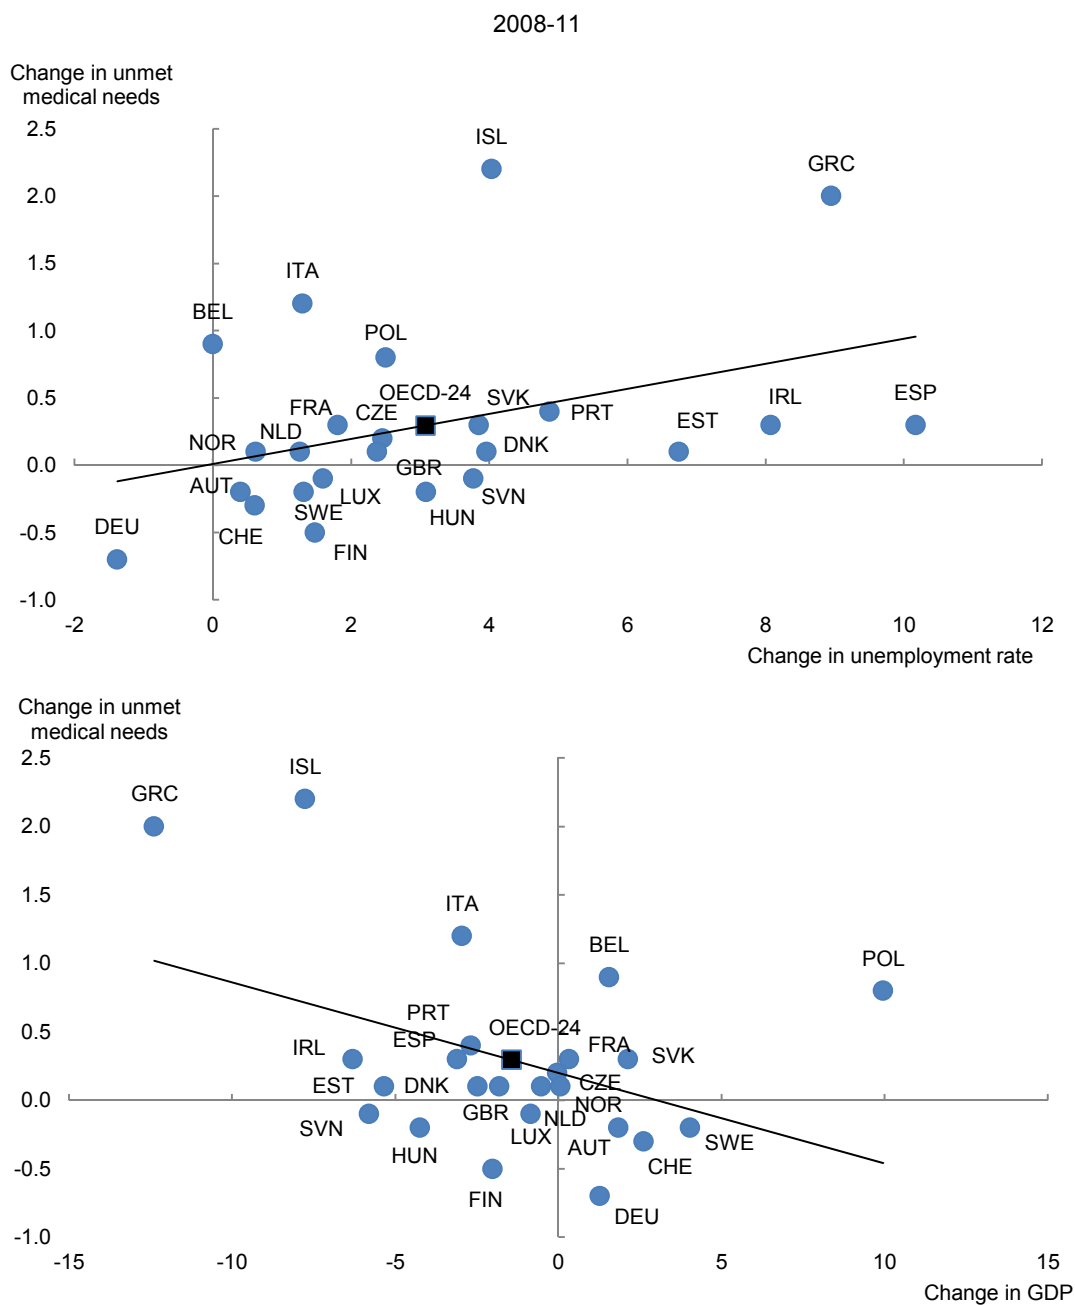 2008-11
Change in unmet
medical needs
2.5
ISL
GRC
2.0
1.5
ITA
BEL
1.0
POL
OECD-24
0.5
FRA
CZE
SVK
PRT
IRL
ESP
EST
NOR
NLD
DNK
0.0
GBR
AUT
LUX
SVN
SWE
HUN
-0.5
DEU
CHE
FIN
-1.0
-2
0
2
4
6
8
10
12
Change in unemployment rate
Change in unmet
medical needs
2.5
ISL
GRC
2.0
1.5
ITA
BEL
POL
1.0
PRT
OECD-24
0.5
ESP
IRL
FRA
SVK
EST
DNK
CZE
0.0
GBR
NLD
NOR
SVN
LUX
AUT
SWE
HUN
CHE
-0.5
FIN
DEU
-1.0
-15
-10
-5
0
5
10
15
Change in GDP